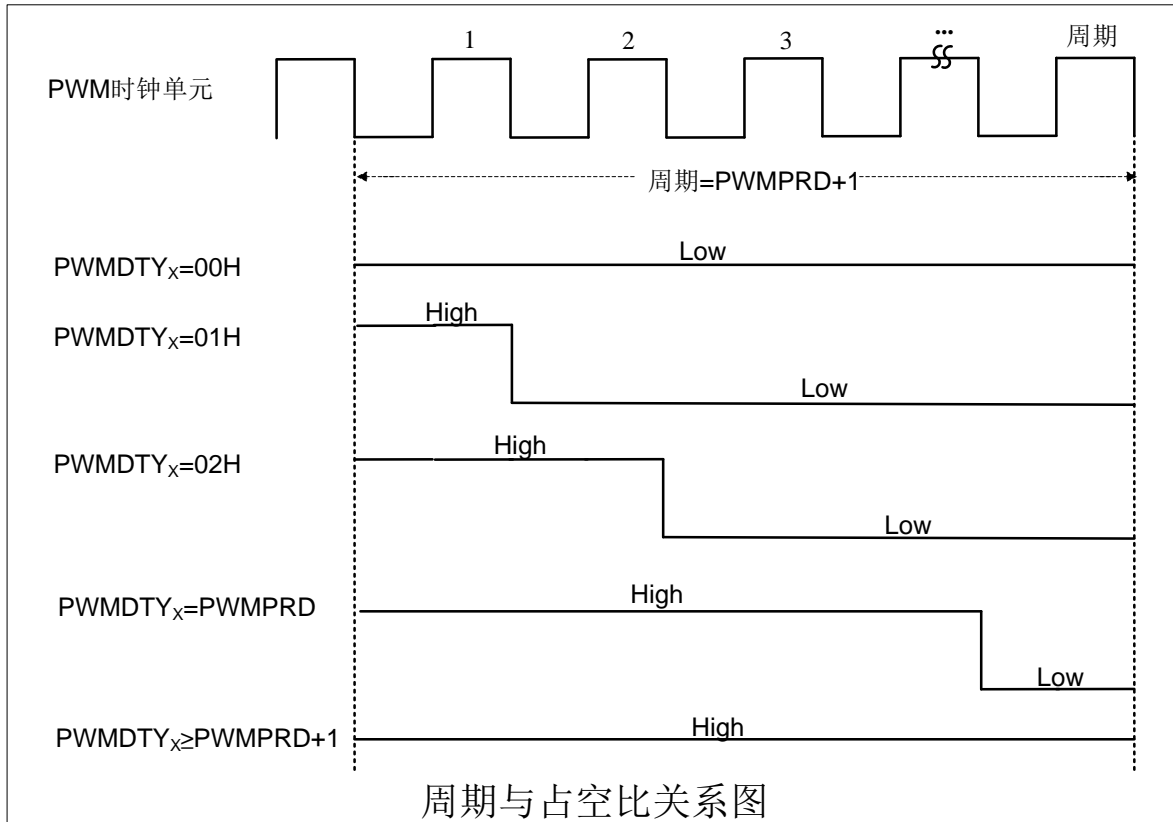 1 2 3 ... 周期
PWM时钟单元
周期=PWMPRD+1
Low
PWMDTYX=00H
High
PWMDTYX=01H
Low
High
PWMDTYX=02H
Low
High
PWMDTYX=PWMPRD
Low
High
PWMDTYX≥PWMPRD+1
周期与占空比关系图